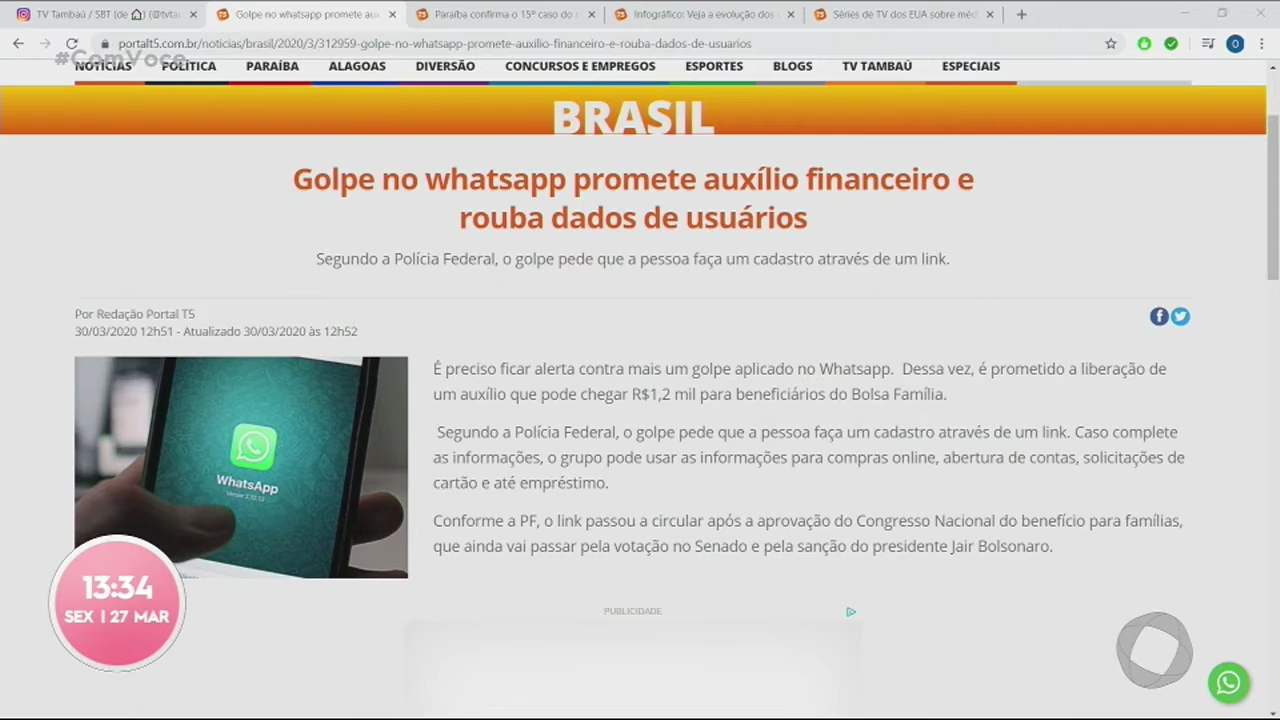 TV Tambaú / SBT (de 🏠) (@tvta
Golpe no whatsapp promete aux
Paraíba confirma o 15º caso do
Infográfico: Veja a evolução dos
Séries de TV dos EUA sobre méd
portalt5.com.br/noticias/brasil/2020/3/312959-golpe-no-whatsapp-promete-auxilio-financeiro-e-rouba-dados-de-usuarios
O
#ComVoce
NOTÍCIAS POLÍTICA PARAÍBA ALAGOAS DIVERSÃO CONCURSOS E EMPREGOS ESPORTES BLOGS TV TAMBAÚ ESPECIAIS
BRASIL
Golpe no whatsapp promete auxílio financeiro e
rouba dados de usuários
Segundo a Polícia Federal, o golpe pede que a pessoa faça um cadastro através de um link.
Por Redação Portal T5
30/03/2020 12h51 - Atualizado 30/03/2020 às 12h52
É preciso ficar alerta contra mais um golpe aplicado no Whatsapp. Dessa vez, é prometido a liberação de
um auxílio que pode chegar R$1,2 mil para beneficiários do Bolsa Família.
Segundo a Polícia Federal, o golpe pede que a pessoa faça um cadastro através de um link. Caso complete
as informações, o grupo pode usar as informações para compras online, abertura de contas, solicitações de
cartão e até empréstimo.
Conforme a PF, o link passou a circular após a aprovação do Congresso Nacional do benefício para famílias,
que ainda vai passar pela votação no Senado e pela sanção do presidente Jair Bolsonaro.
WhatsApp
13:34
SEX | 27 MAR
PUBLICIDADE